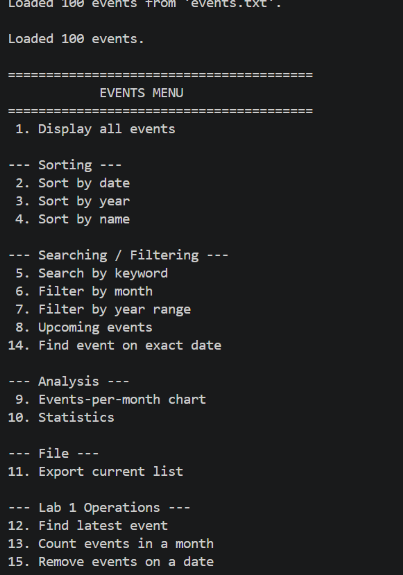 Loaded 100 events from 'events.txt'.
Loaded 100 events.
========================================
EVENTS MENU
========================================
1. Display all events
--- Sorting ---
2. Sort by date
3. Sort by year
4. Sort by name
--- Searching / Filtering ---
5. Search by keyword
6. Filter by month
7. Filter by year range
8. Upcoming events
14. Find event on exact date
--- Analysis ---
9. Events-per-month chart
10. Statistics
--- File ---
11. Export current list
--- Lab 1 Operations ---
12. Find latest event
13. Count events in a month
15. Remove events on a date